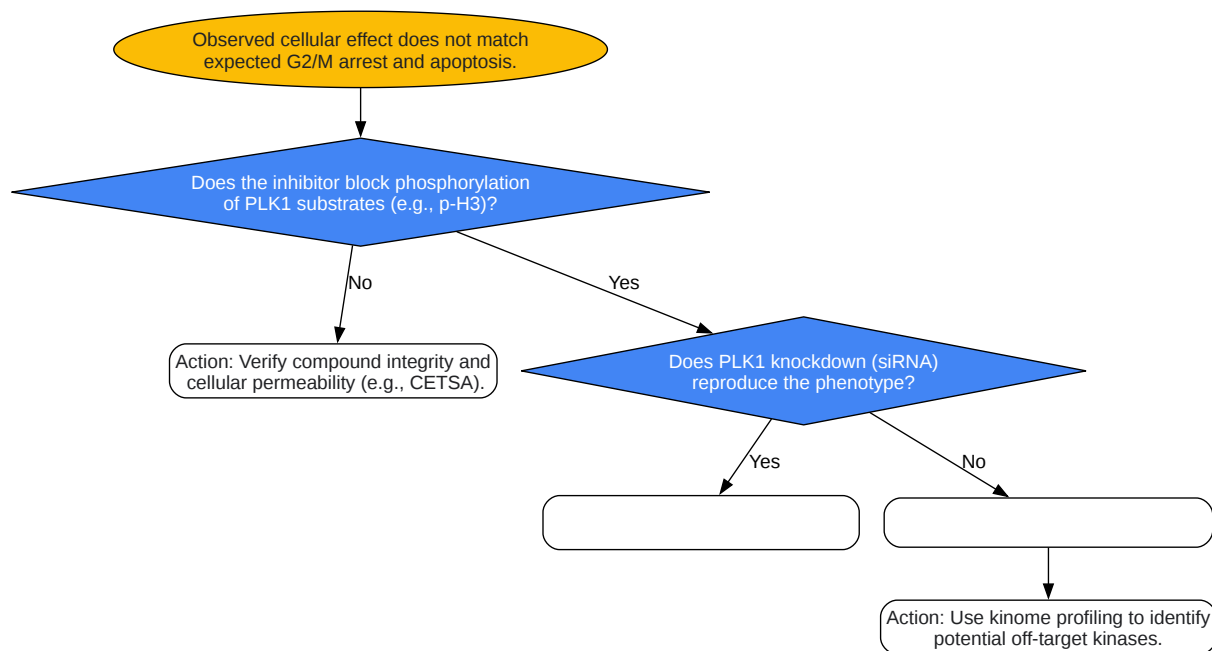 Observed cellular effect does not match
expected G2/M arrest and apoptosis.
Does the inhibitor block phosphorylation
of PLK1 substrates (e.g., p-H3)?
No
Yes
Action: Verify compound integrity and
cellular permeability (e.g., CETSA).
Does PLK1 knockdown (siRNA)
reproduce the phenotype?
Yes
No
Action: Use kinome profiling to identify
potential off-target kinases.